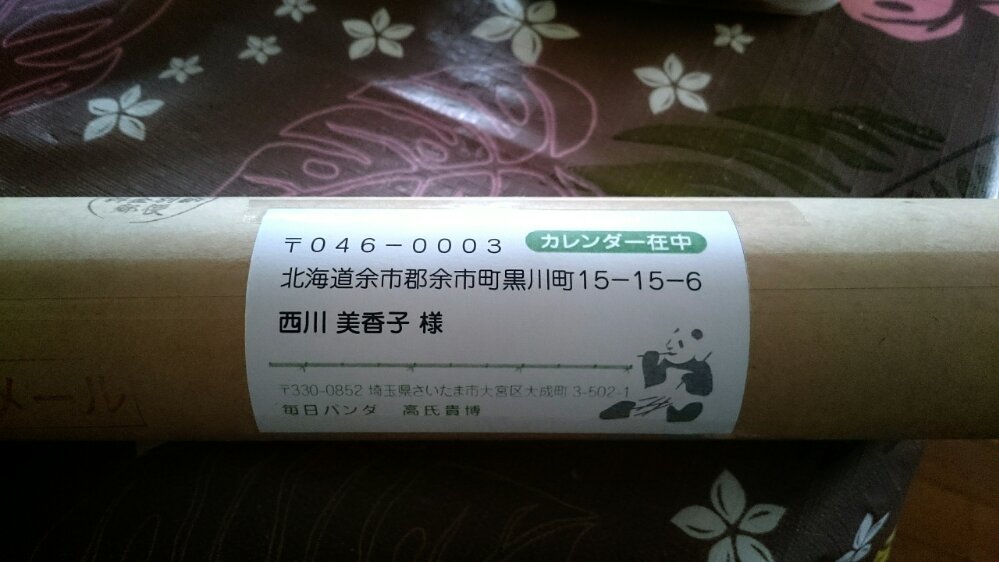 〒046-0003
カレンダー在中
北海道余市郡余市町黒川町15-15-6
西川 美香子 様
〒330-0852 埼玉県さいたま市大宮区大成町 3-502-1
毎日パンダ 高氏貴博
メール